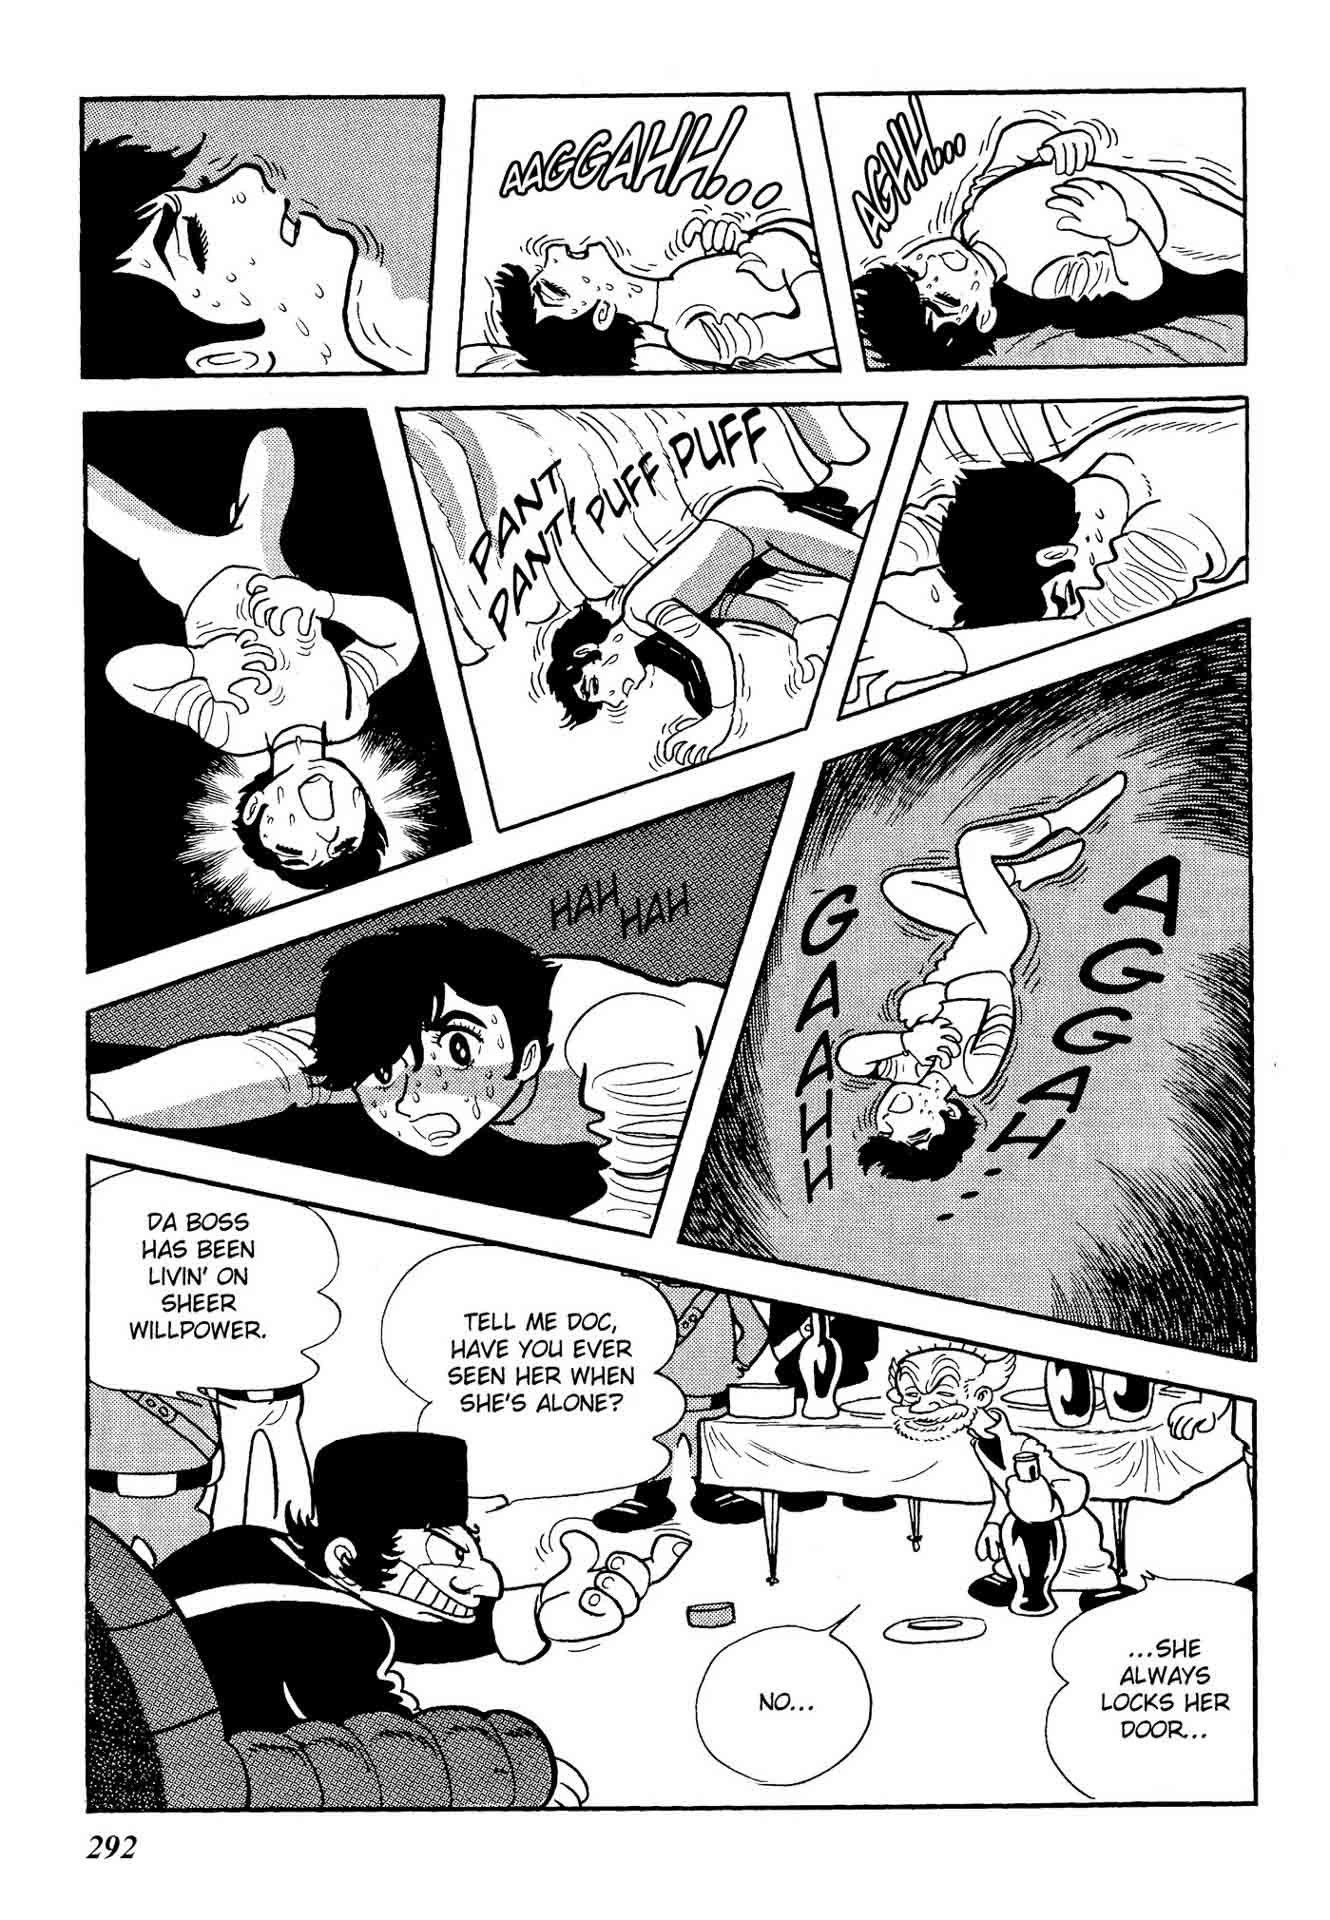 AAGGAHH...
AGHH...
PANT
PANT! PUFF PUFF PUFF
HAH
HAH
AGGAH...
GAAHH
DA BOSS
HAS BEEN
LIVIN' ON
SHEER
WILLPOWER.
TELL ME DOC,
HAVE YOU EVER
SEEN HER WHEN
SHE'S ALONE?
NO...
...SHE
ALWAYS
LOCKS HER
DOOR...
292